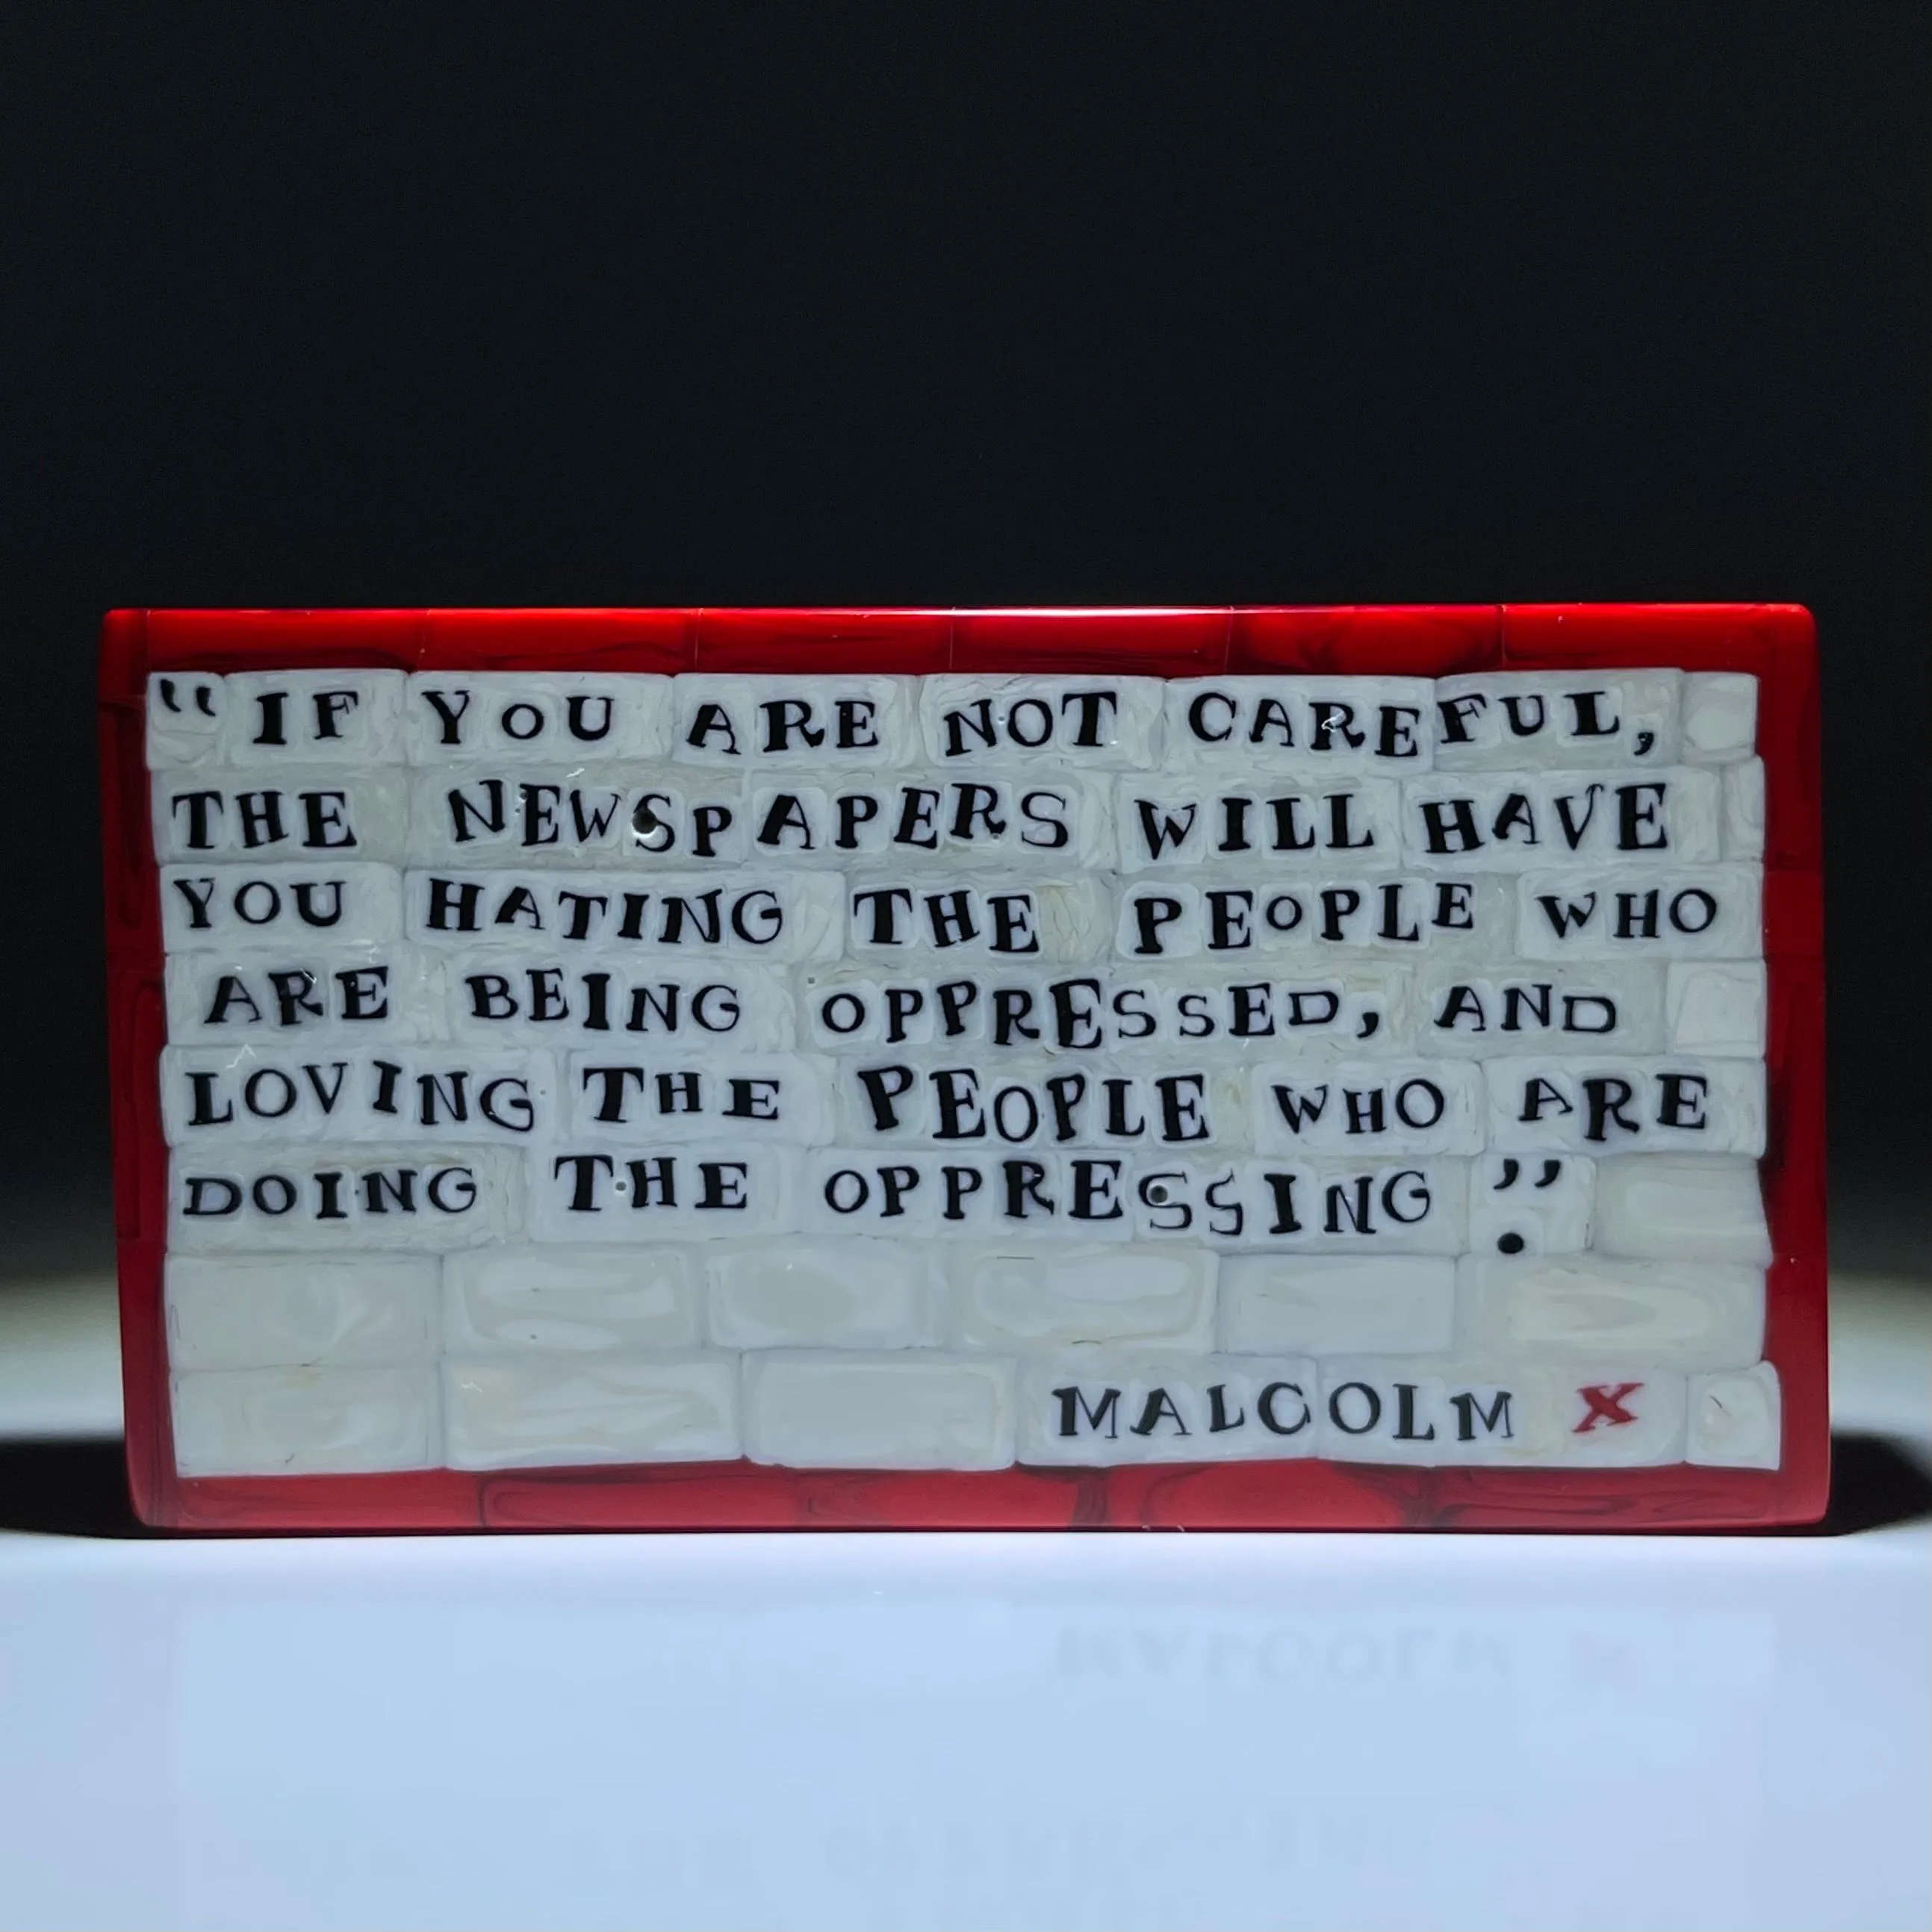 “IF YOU ARE NOT CAREFUL,
THE NEWSPAPERS WILL HAVE
YOU HATING THE PEOPLE WHO
ARE BEING OPPRESSED, AND
LOVING THE PEOPLE WHO ARE
DOING THE OPPRESSING.”
MALCOLM X